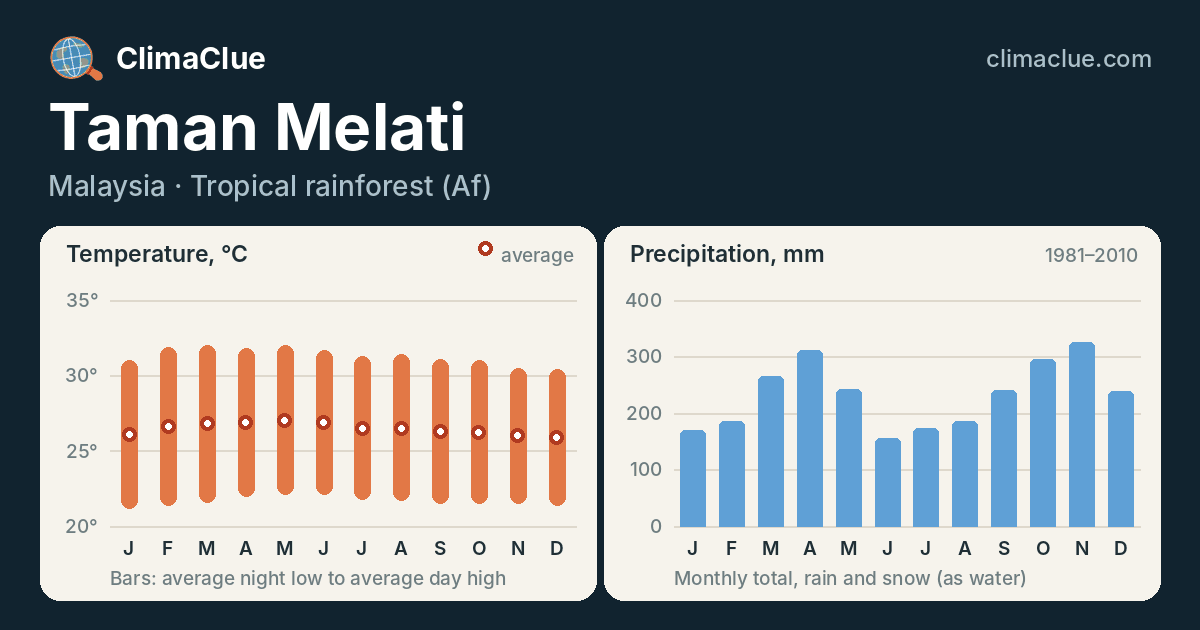 ClimaClue
climaclue.com
Taman Melati
Malaysia · Tropical rainforest (Af)
Temperature, °C
average
35°
30°
25°
20°
J F M A M J J A S O N D
Bars: average night low to average day high
Precipitation, mm
1981–2010
400
300
200
100
0
J F M A M J J A S O N D
Monthly total, rain and snow (as water)